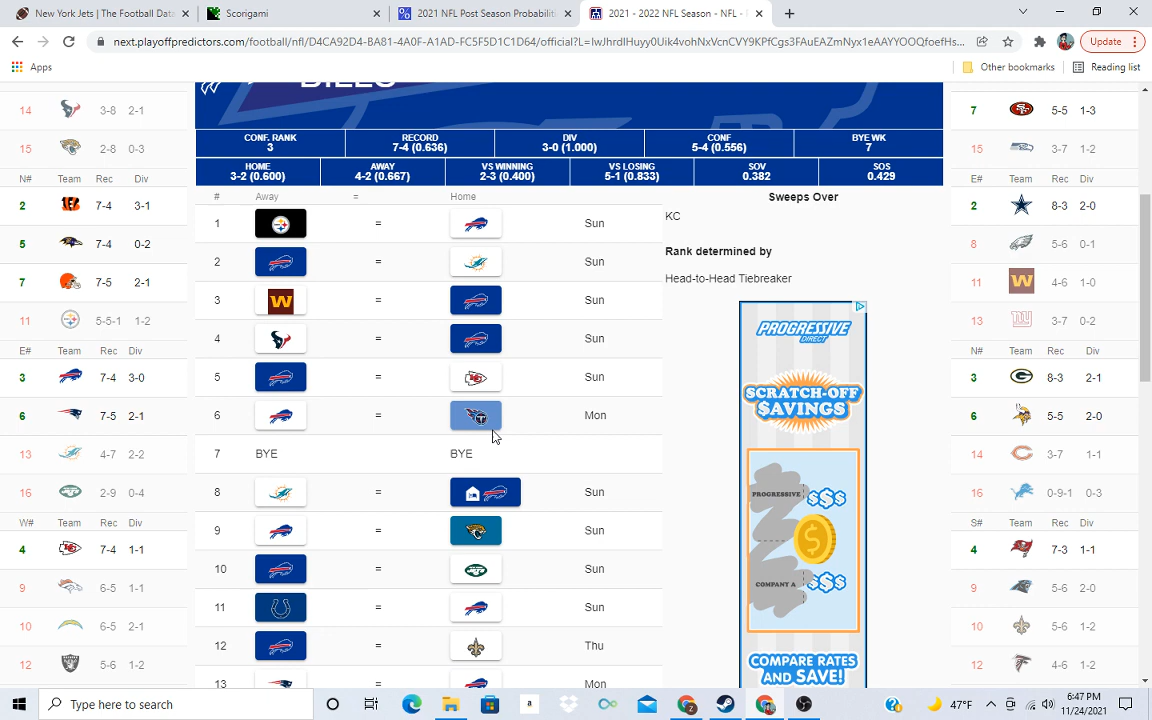 New York Jets | The Football Data
Scorigami
2021 NFL Post Season Probabiliti
2021 - 2022 NFL Season - NFL -
next.playoffpredictors.com/football/nfl/D4CA92D4-BA81-4A0F-A1AD-FC5F5D1C1D64/official?L=
Update
Apps
Other bookmarks
Reading list
14 3-8 2-1
15 2-8 0-3
N# Team Rec Div
2 7-4 3-1
5 7-4 0-2
7 7-5 2-1
11 5-5-1 1-2
E# Team Rec Div
3 7-4 3-0
6 7-5 2-1
13 4-7 2-2
16 2-9 0-4
W# Team Rec Div
4 7-4 1-1
9 6-5 1-1
10 6-5 2-1
12 5-6 1-2
BILLS
CONF. RANK RECORD DIV CONF BYE WK
3 7-4 (0.636) 3-0 (1.000) 5-4 (0.556) 7
HOME AWAY VS WINNING VS LOSING SOV SOS
3-2 (0.600) 4-2 (0.667) 2-3 (0.400) 5-1 (0.833) 0.382 0.429
# Away = Home
1 = Sun
2 = Sun
3 W = Sun
4 = Sun
5 = KC Sun
6 = T Mon
7 BYE BYE
8 = Sun
9 = Sun
10 = Sun
11 = Sun
12 = Thu
13 = Mon
Sweeps Over
KC
Rank determined by
Head-to-Head Tiebreaker
PROGRESSIVE
DIRECT
SCRATCH-OFF
SAVINGS
PROGRESSIVE $$$
COMPANY A $$$
COMPARE RATES
AND SAVE!
7 SF 5-5 1-3
15 3-7 1-2
E# Team Rec Div
2 8-3 2-0
8 5-6 0-1
11 W 4-6 1-0
13 ny 3-7 0-2
N# Team Rec Div
3 G 8-3 2-1
6 5-5 2-0
14 C 3-7 1-1
16 0-9-1 0-3
S# Team Rec Div
4 7-3 1-1
9 5-6 2-0
10 5-6 1-2
12 4-6 1-2
Type here to search
a
47°F
6:47 PM
11/24/2021